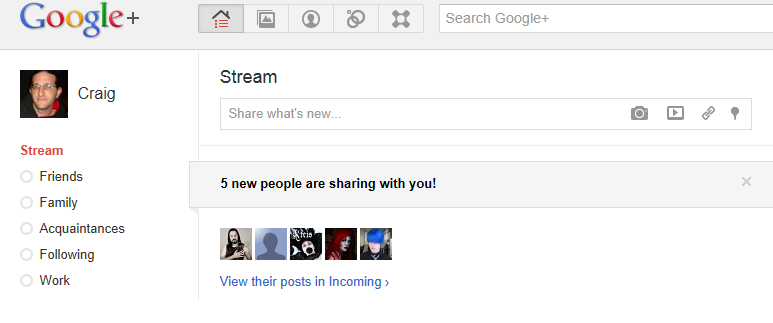 Google+
Search Google+
Craig
Stream
Friends
Family
Acquaintances
Following
Work
Stream
Share what's new...
5 new people are sharing with you!
View their posts in Incoming ›